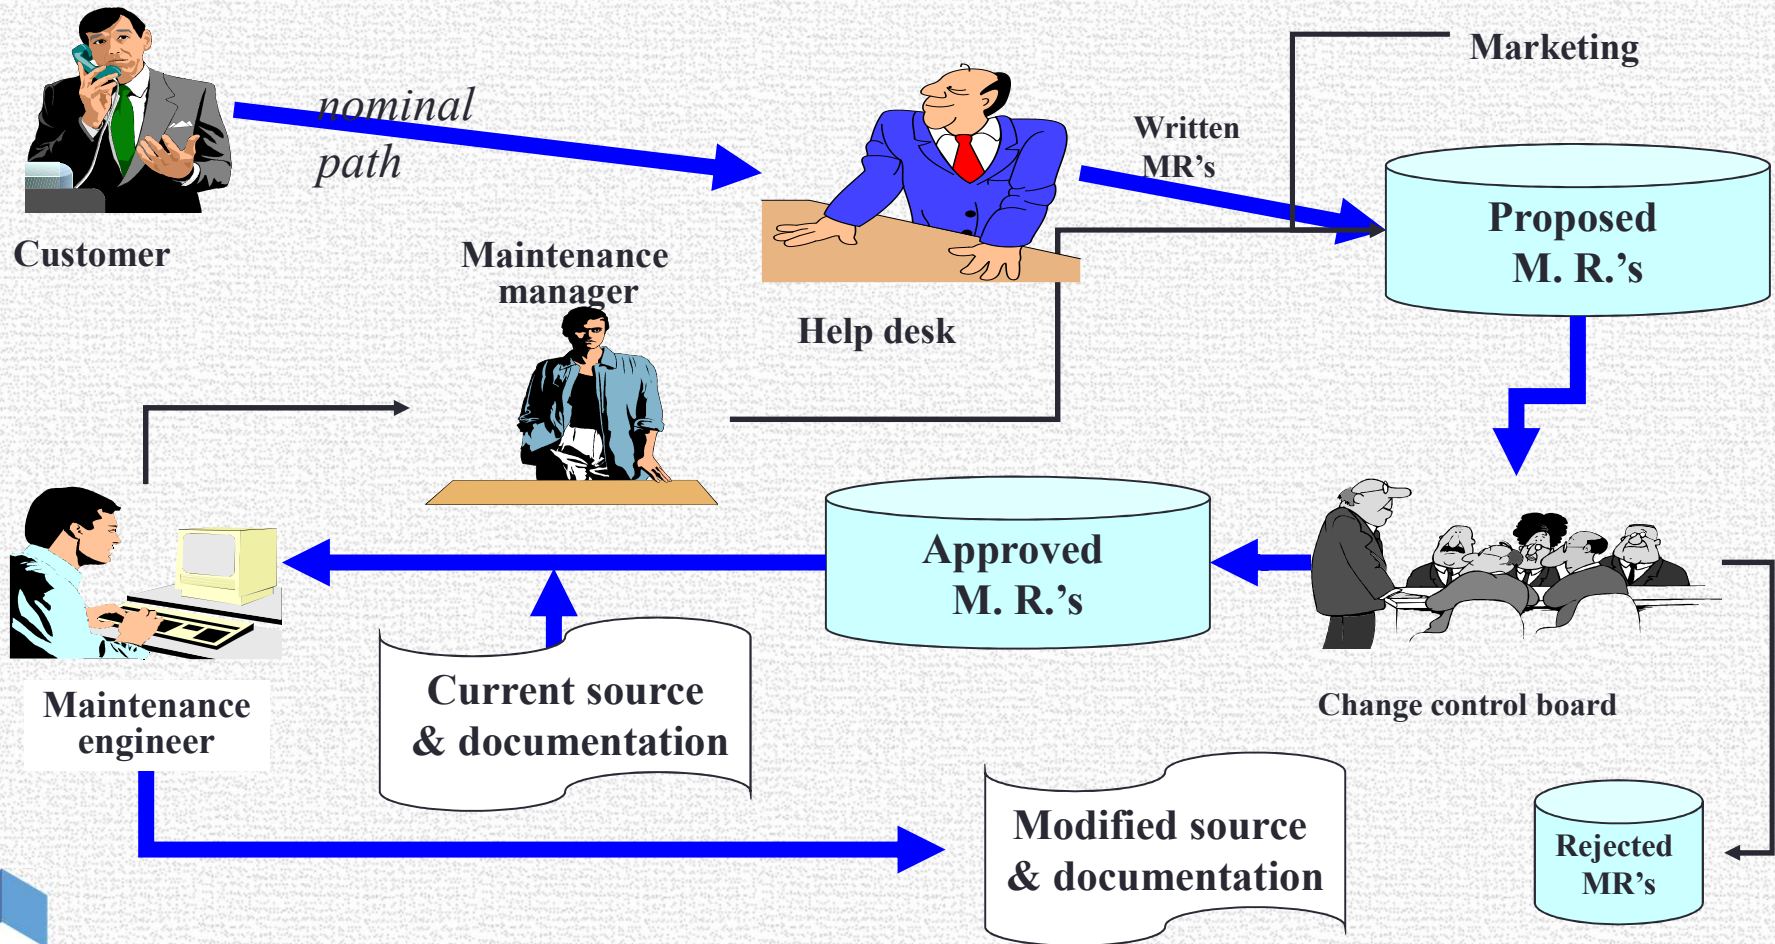 nominal
path
Marketing
Written
MR’s
Proposed
M. R.’s
Customer
Maintenance
manager
Help desk
Approved
M. R.’s
Current source
& documentation
Maintenance
engineer
Change control board
Modified source
& documentation
Rejected
MR’s